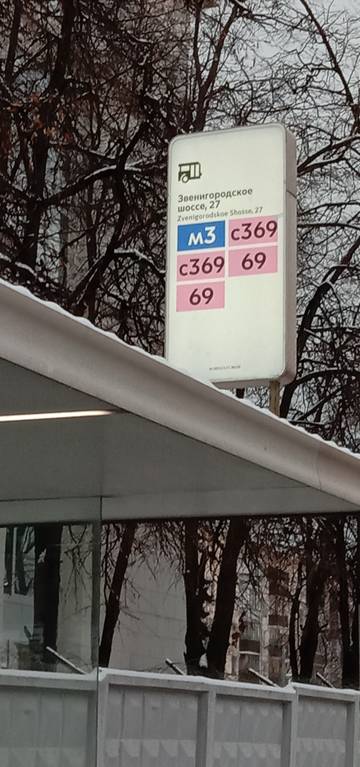 Звенигородское
шоссе, 27
Zvenigorodskoe Shosse, 27
м3 с369
с369 69
69